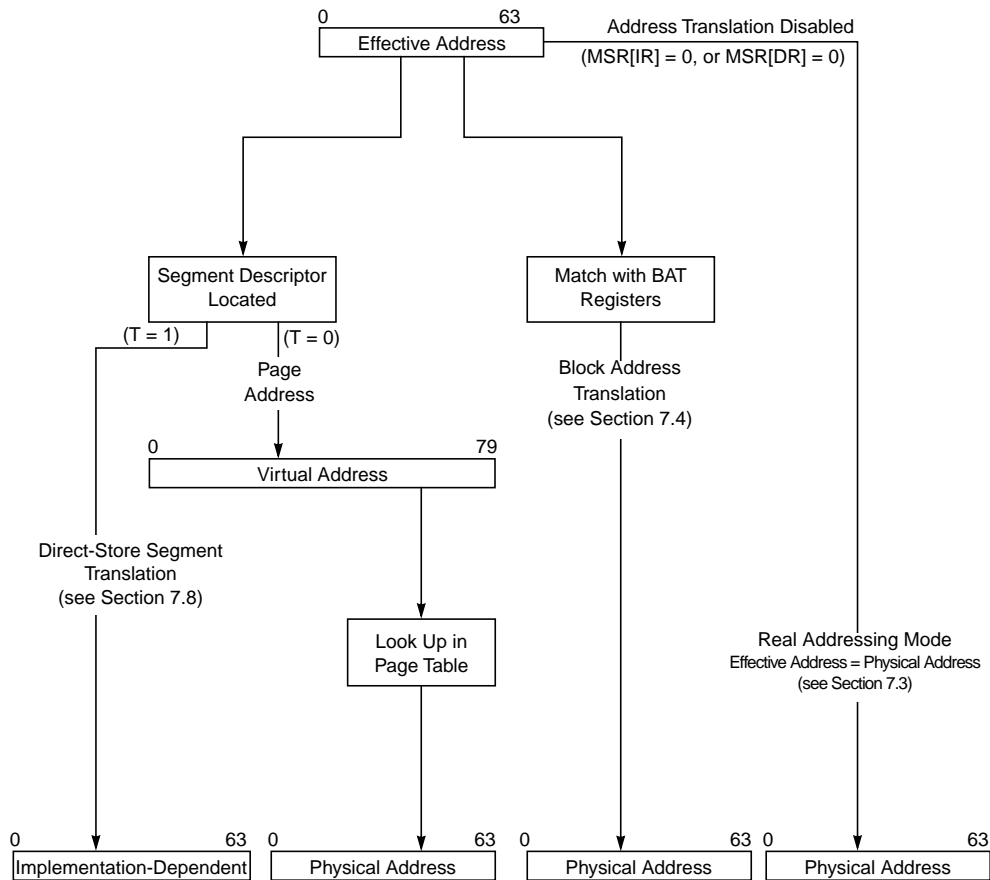 0 63
Effective Address
Address Translation Disabled
(MSR[IR] = 0, or MSR[DR] = 0)
Segment Descriptor
Located
Match with BAT
Registers
(T = 1)
(T = 0)
Page
Address
Block Address
Translation
(see Section 7.4)
0 79
Virtual Address
Direct-Store Segment
Translation
(see Section 7.8)
Look Up in
Page Table
Real Addressing Mode
Effective Address = Physical Address
(see Section 7.3)
0 63
Implementation-Dependent
0 63
Physical Address
0 63
Physical Address
0 63
Physical Address